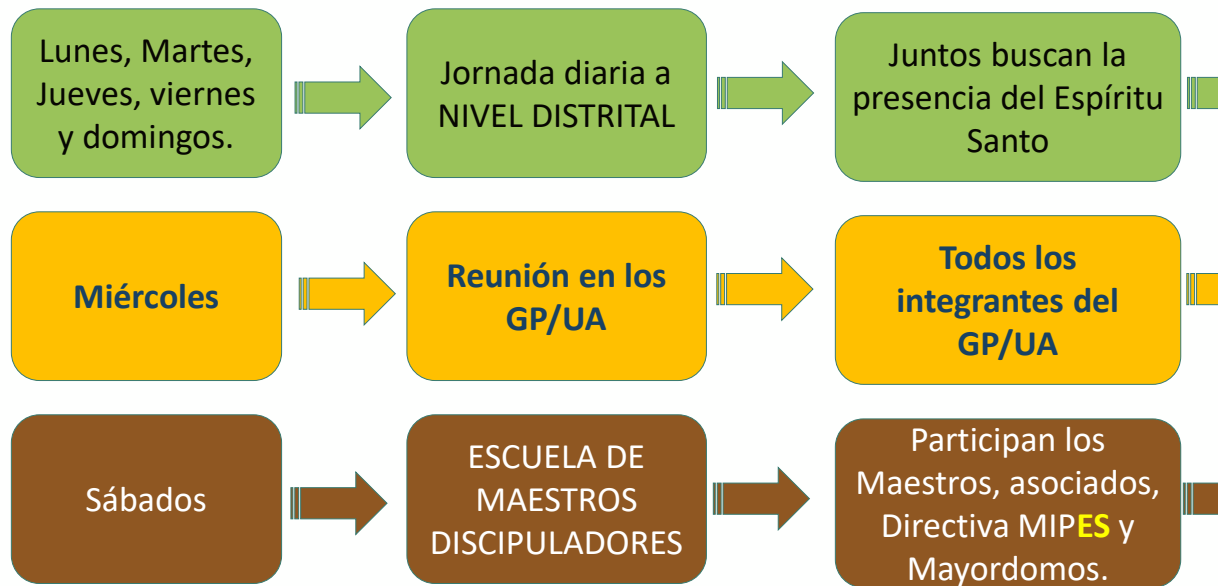 Lunes, Martes,
Jueves, viernes
y domingos.
Jornada diaria a
NIVEL DISTRITAL
Juntos buscan la
presencia del Espíritu
Santo
Miércoles
Reunión en los
GP/UA
Todos los
integrantes del
GP/UA
Sábados
ESCUELA DE
MAESTROS
DISCIPULADORES
Participan los
Maestros, asociados,
Directiva MIPES y
Mayordomos.